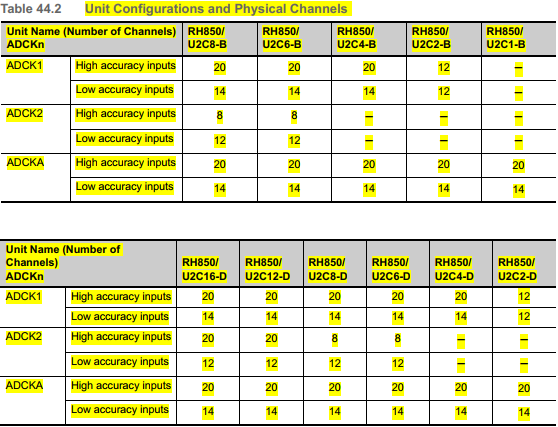 Table 44.2 Unit Configurations and Physical Channels
Unit Name (Number of Channels) RH850/ RH850/ RH850/ RH850/ RH850/
ADCKn U2C8-B U2C6-B U2C4-B U2C2-B U2C1-B
ADCK1 High accuracy inputs 20 20 20 12 —
Low accuracy inputs 14 14 14 12 —
ADCK2 High accuracy inputs 8 8 — — —
Low accuracy inputs 12 12 — — —
ADCKA High accuracy inputs 20 20 20 20 20
Low accuracy inputs 14 14 14 14 14
Unit Name (Number of
Channels) RH850/ RH850/ RH850/ RH850/ RH850/ RH850/
ADCKn U2C16-D U2C12-D U2C8-D U2C6-D U2C4-D U2C2-D
ADCK1 High accuracy inputs 20 20 20 20 20 12
Low accuracy inputs 14 14 14 14 14 12
ADCK2 High accuracy inputs 20 20 8 8 — —
Low accuracy inputs 12 12 12 12 — —
ADCKA High accuracy inputs 20 20 20 20 20 20
Low accuracy inputs 14 14 14 14 14 14